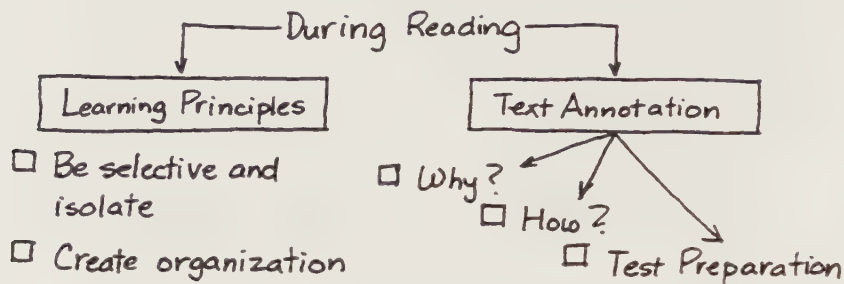 During Reading
Learning Principles
□ Be selective and
isolate
□ Create organization
Text Annotation
□ Why?
□ How?
□ Test Preparation